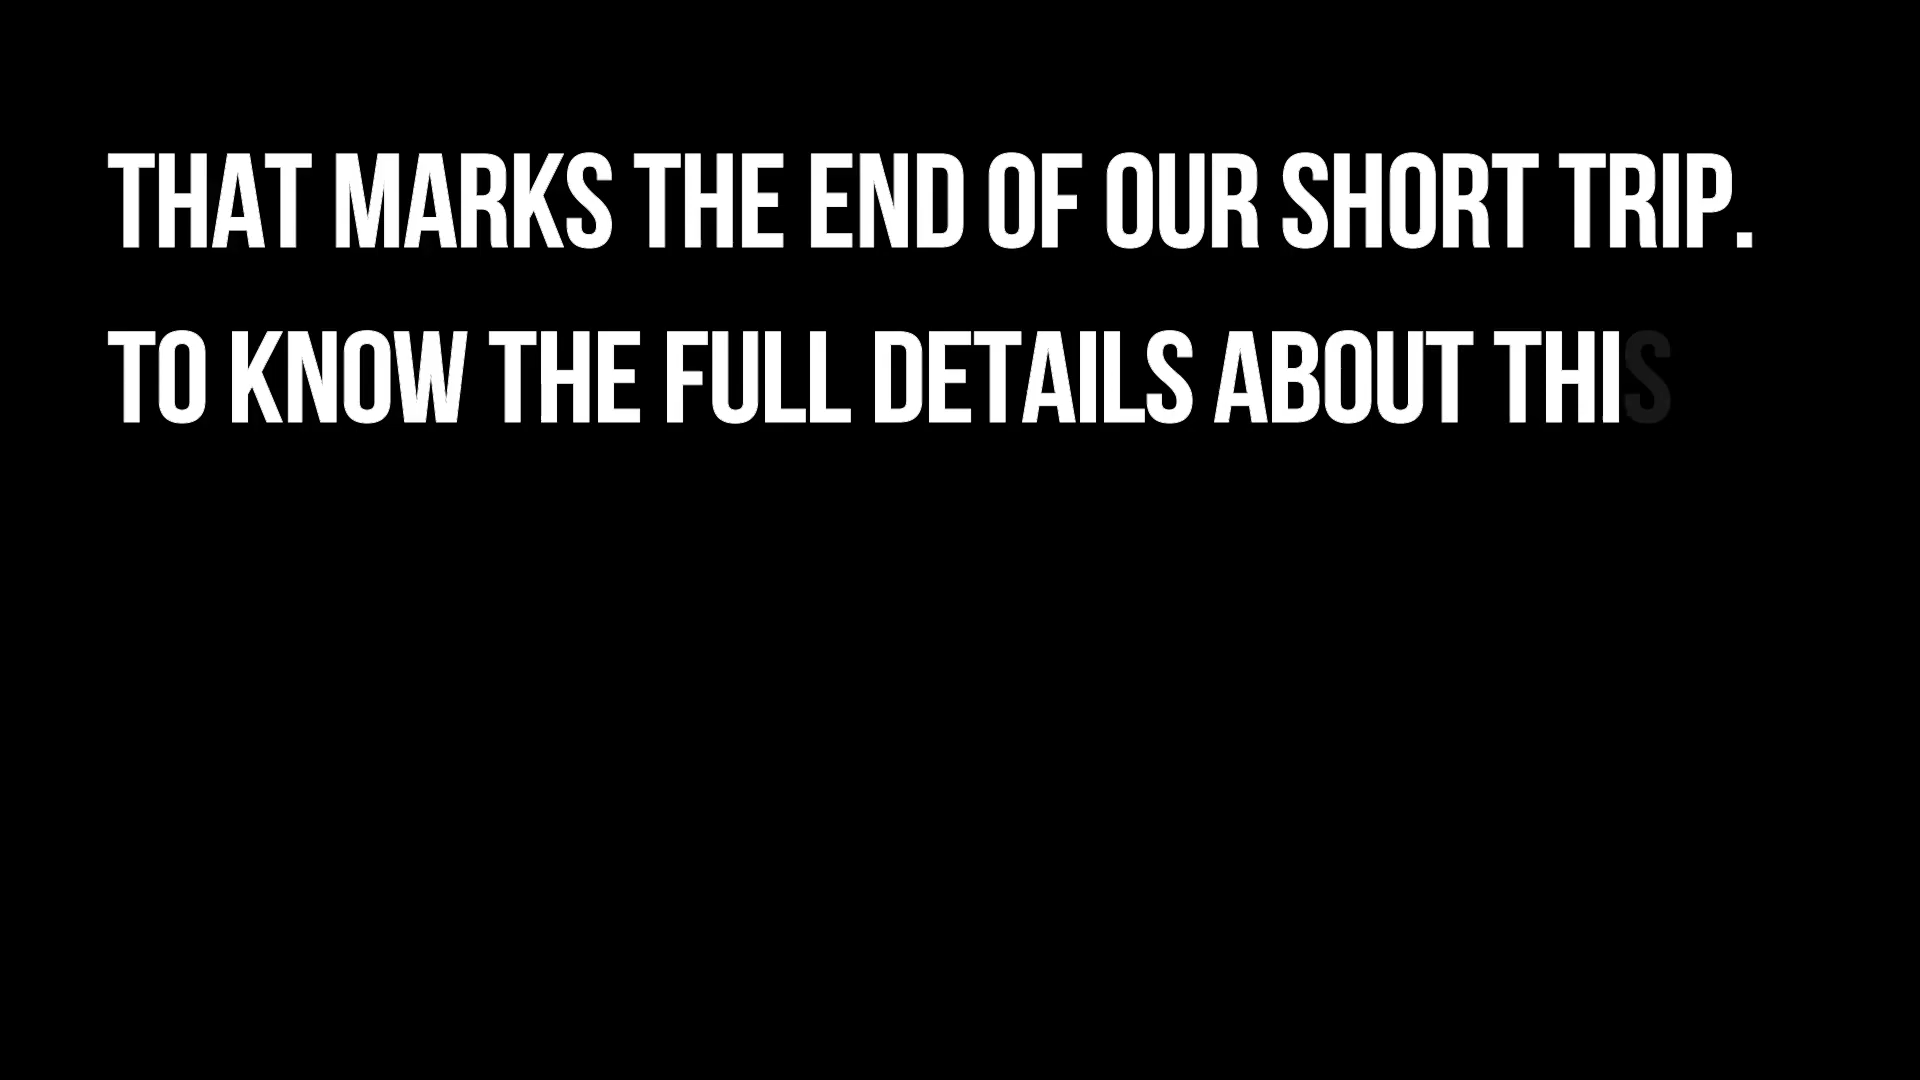 THAT MARKS THE END OF OUR SHORT TRIP.
TO KNOW THE FULL DETAILS ABOUT THIS